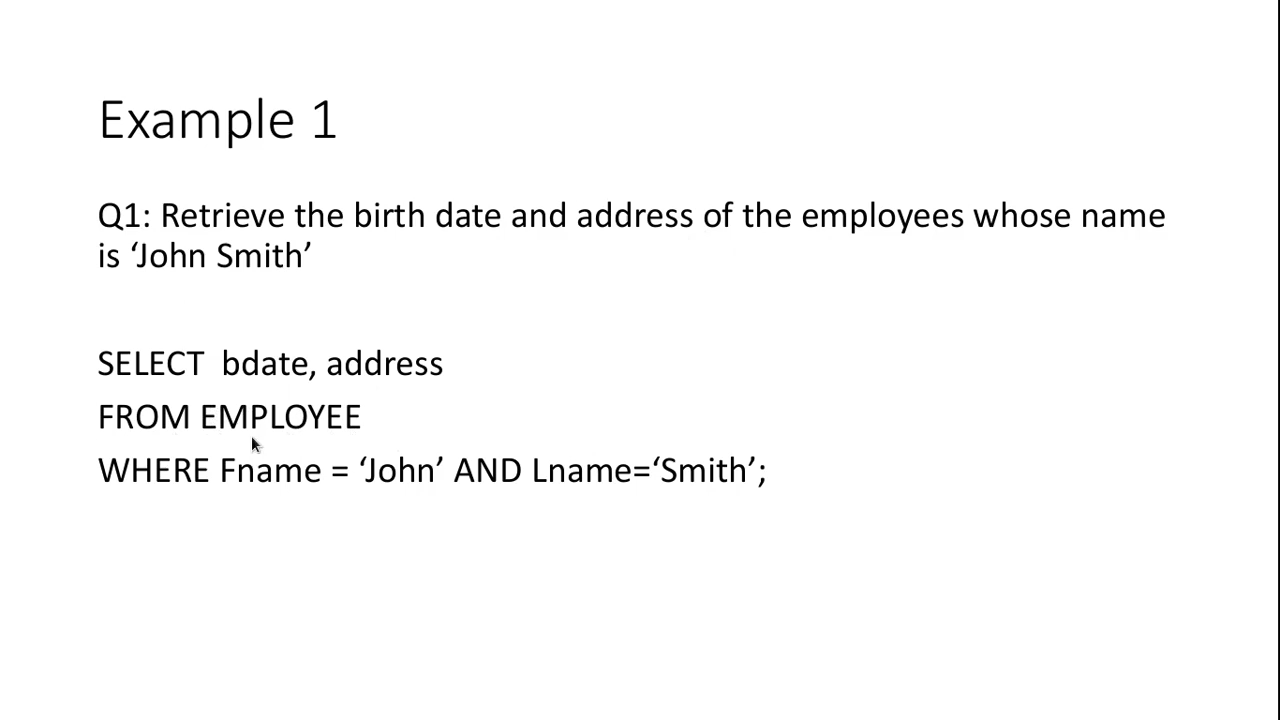 Example 1
Q1: Retrieve the birth date and address of the employees whose name
is ‘John Smith’
SELECT  bdate, address
FROM EMPLOYEE
WHERE Fname = ‘John’ AND Lname=‘Smith’;